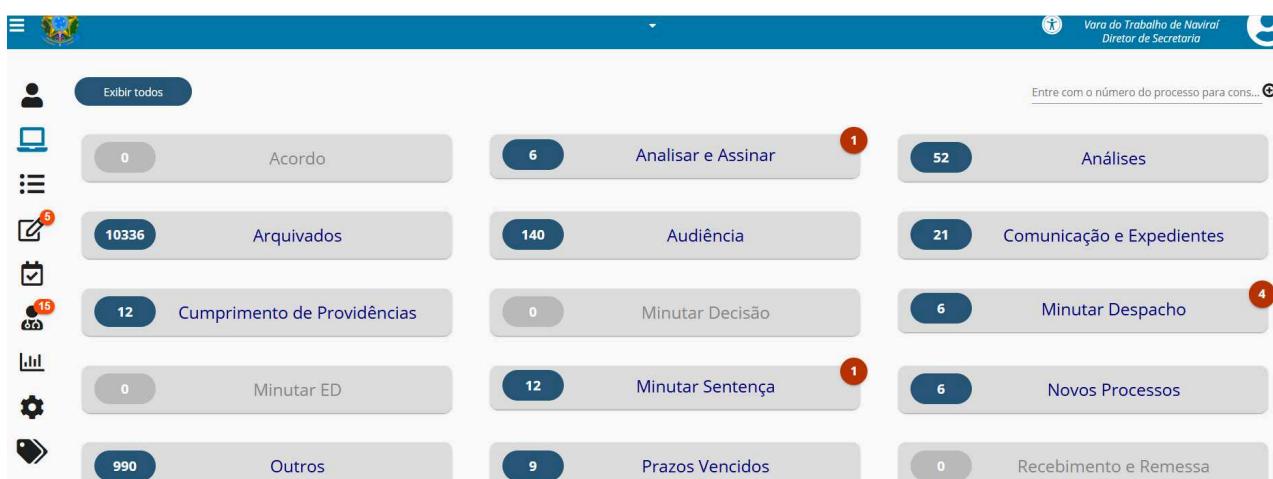 Vara do Trabalho de Naviraí
Diretor de Secretaria
Exibir todos
Entre com o número do processo para cons...
0 Acordo
6 Analisar e Assinar 1
52 Análises
10336 Arquivados
140 Audiência
21 Comunicação e Expedientes
5
12 Cumprimento de Providências
0 Minutar Decisão
6 Minutar Despacho 4
15
0 Minutar ED
12 Minutar Sentença 1
6 Novos Processos
990 Outros
9 Prazos Vencidos
0 Recebimento e Remessa